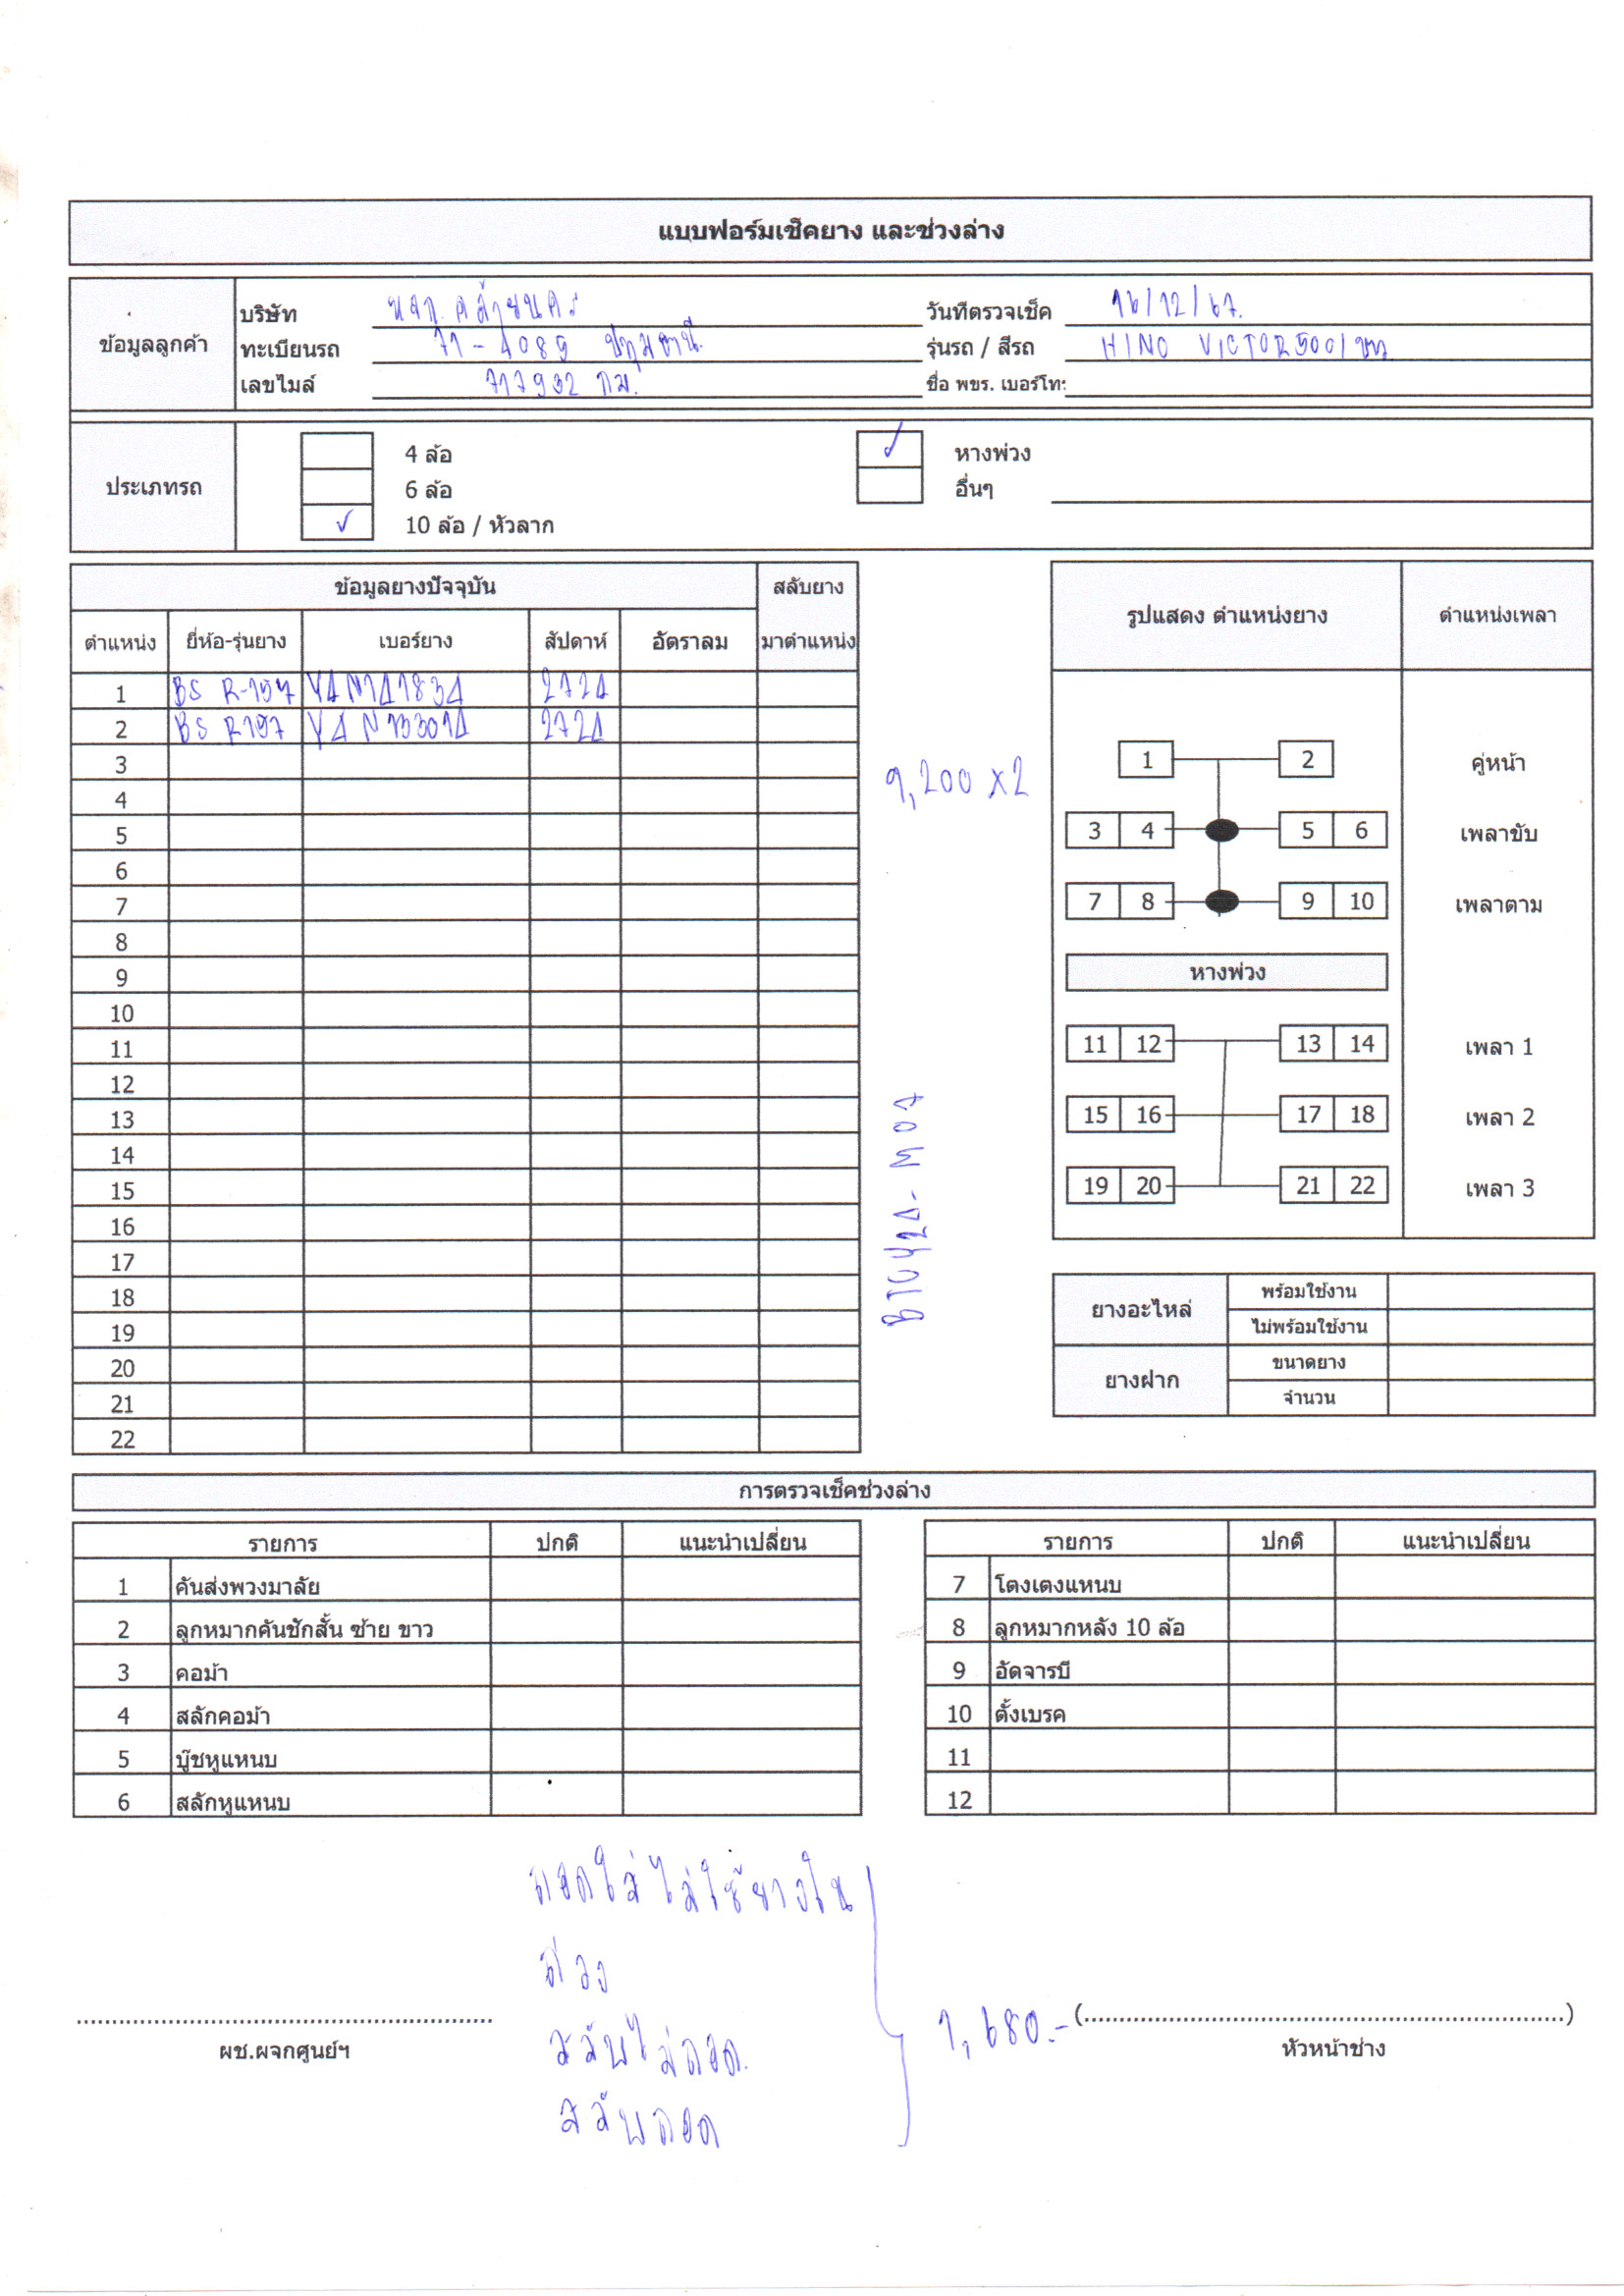 แบบฟอร์มเช็คยาง และช่วงล่าง
ข้อมูลลูกค้า
บริษัท หจก. คล้ายนคร วันที่ตรวจเช็ค 16/12/67.
ทะเบียนรถ 71-4089 ปทุมธานี. รุ่นรถ / สีรถ HINO VICTOR500/ขาว
เลขไมล์ 717932 กม. ชื่อ พขร. เบอร์โท:
ประเภทรถ
4 ล้อ หางพ่วง
6 ล้อ อื่นๆ
10 ล้อ / หัวลาก
ข้อมูลยางปัจจุบัน สลับยาง
ตำแหน่ง ยี่ห้อ-รุ่นยาง เบอร์ยาง สัปดาห์ อัตราลม มาตำแหน่ง
1 BS R-157 Y4N141834 2724
2 BS R157 Y4N133014 2724
3
4
5
6
7
8
9
10
11
12
13
14
15
16
17
18
19
20
21
22
9,200 x2
รูปแสดง ตำแหน่งยาง ตำแหน่งเพลา
1 2 คู่หน้า
3 4 5 6 เพลาขับ
7 8 9 10 เพลาตาม
หางพ่วง
11 12 13 14 เพลา 1
15 16 17 18 เพลา 2
19 20 21 22 เพลา 3
ยางอะไหล่ พร้อมใช้งาน
ไม่พร้อมใช้งาน
ยางฝาก ขนาดยาง
จำนวน
การตรวจเช็คช่วงล่าง
รายการ ปกติ แนะนำเปลี่ยน รายการ ปกติ แนะนำเปลี่ยน
1 คันส่งพวงมาลัย 7 โตงเตงแหนบ
2 ลูกหมากคันชักสั้น ซ้าย ขาว 8 ลูกหมากหลัง 10 ล้อ
3 คอม้า 9 อัดจารบี
4 สลักคอม้า 10 ตั้งเบรค
5 บู๊ชหูแหนบ 11
6 สลักหูแหนบ 12
ถอดใส่ไม่ใช้ยางใน
ถ่วง
สลับไม่ถอด.
สลับถอด
1,680.-
(..............................)
ผช.ผจกศูนย์ฯ หัวหน้าช่าง